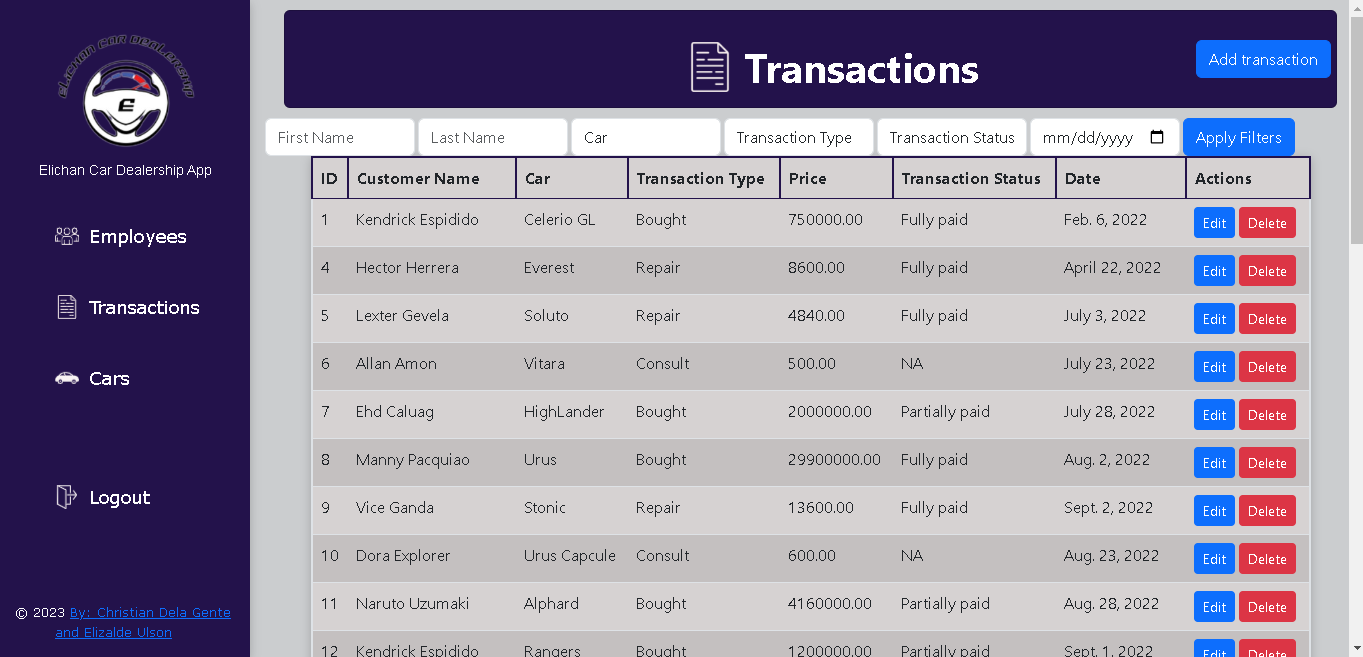 ELICHAN CAR DEALERSHIP
E
Elichan Car Dealership App
Employees
Transactions
Cars
Logout
© 2023 By: Christian Dela Gente
and Elizalde Ulson
Transactions
Add transaction
First Name Last Name Car Transaction Type Transaction Status mm/dd/yyyy Apply Filters
ID Customer Name Car Transaction Type Price Transaction Status Date Actions
1 Kendrick Espidido Celerio GL Bought 750000.00 Fully paid Feb. 6, 2022 Edit Delete
4 Hector Herrera Everest Repair 8600.00 Fully paid April 22, 2022 Edit Delete
5 Lexter Gevela Soluto Repair 4840.00 Fully paid July 3, 2022 Edit Delete
6 Allan Amon Vitara Consult 500.00 NA July 23, 2022 Edit Delete
7 Ehd Caluag HighLander Bought 2000000.00 Partially paid July 28, 2022 Edit Delete
8 Manny Pacquiao Urus Bought 29900000.00 Fully paid Aug. 2, 2022 Edit Delete
9 Vice Ganda Stonic Repair 13600.00 Fully paid Sept. 2, 2022 Edit Delete
10 Dora Explorer Urus Capcule Consult 600.00 NA Aug. 23, 2022 Edit Delete
11 Naruto Uzumaki Alphard Bought 4160000.00 Partially paid Aug. 28, 2022 Edit Delete
12 Kendrick Espidido Rangers Bought 1200000.00 Partially paid Sept. 1, 2022 Edit Delete